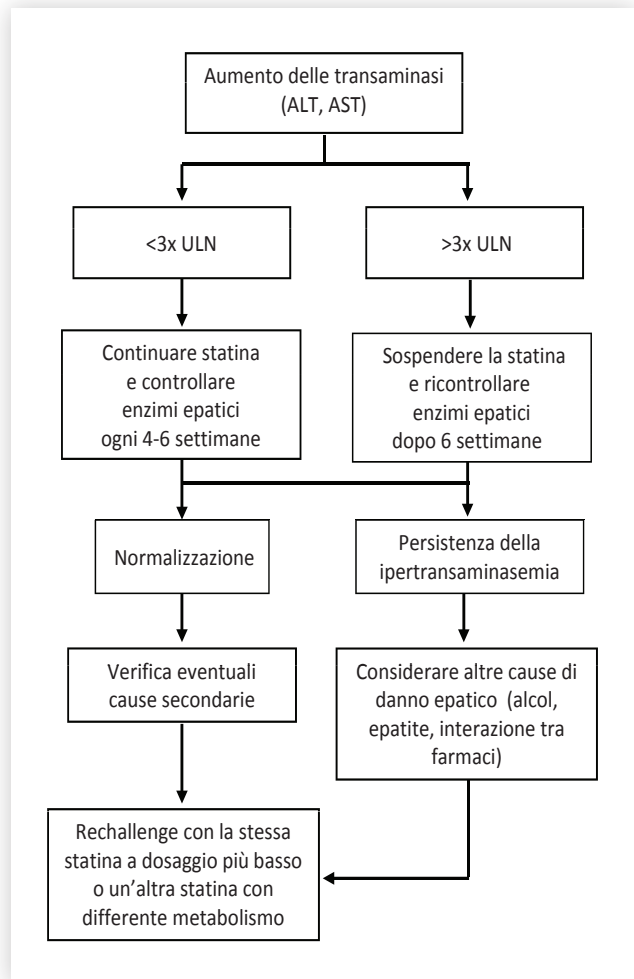 Aumento delle transaminasi
(ALT, AST)
<3x ULN
>3x ULN
Continuare statina
e controllare
enzimi epatici
ogni 4-6 settimane
Sospendere la statina
e ricontrollare
enzimi epatici
dopo 6 settimane
Normalizzazione
Persistenza della
ipertransaminasemia
Verifica eventuali
cause secondarie
Considerare altre cause di
danno epatico (alcol,
epatite, interazione tra
farmaci)
Rechallenge con la stessa
statina a dosaggio più basso
o un’altra statina con
differente metabolismo